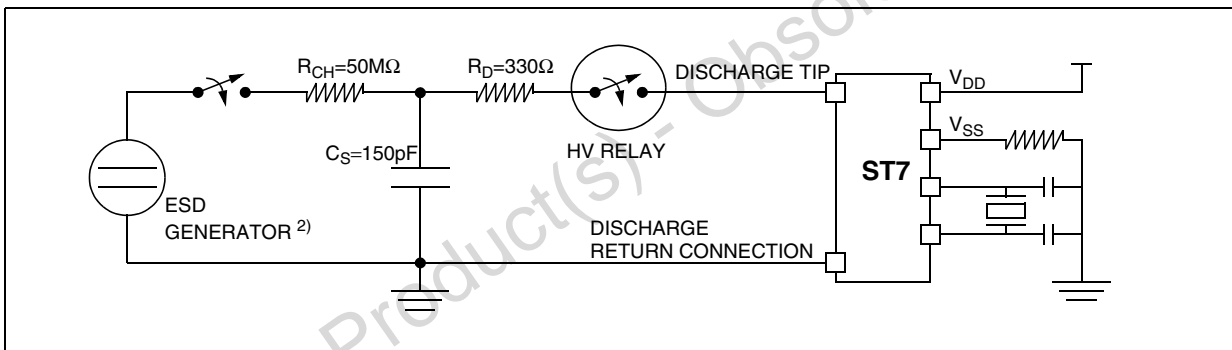 R_CH=50MΩ
R_D=330Ω
DISCHARGE TIP
V_DD
C_S=150pF
HV RELAY
V_SS
ST7
ESD
GENERATOR 2)
DISCHARGE
RETURN CONNECTION
Product(s) - Obsol